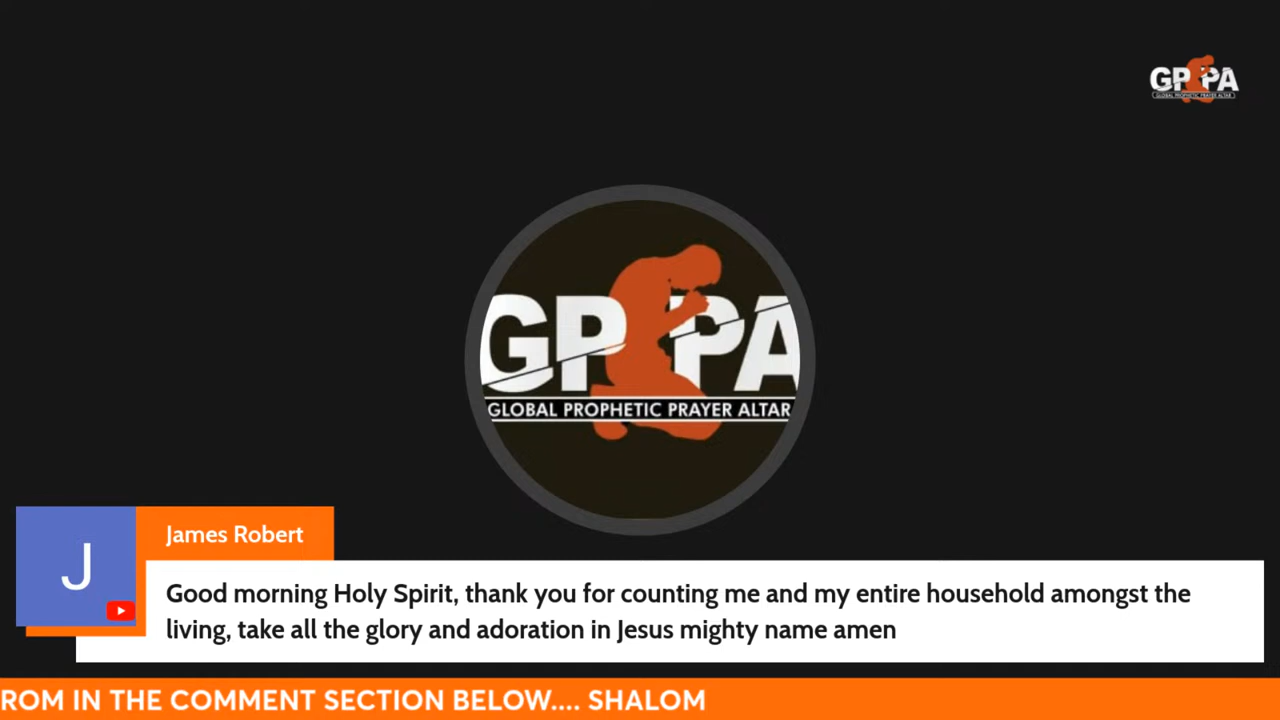 GPPA
GLOBAL PROPHETIC PRAYER ALTAR
GP PA
GLOBAL PROPHETIC PRAYER ALTAR
James Robert
J
Good morning Holy Spirit, thank you for counting me and my entire household amongst the
living, take all the glory and adoration in Jesus mighty name amen
ROM IN THE COMMENT SECTION BELOW.... SHALOM